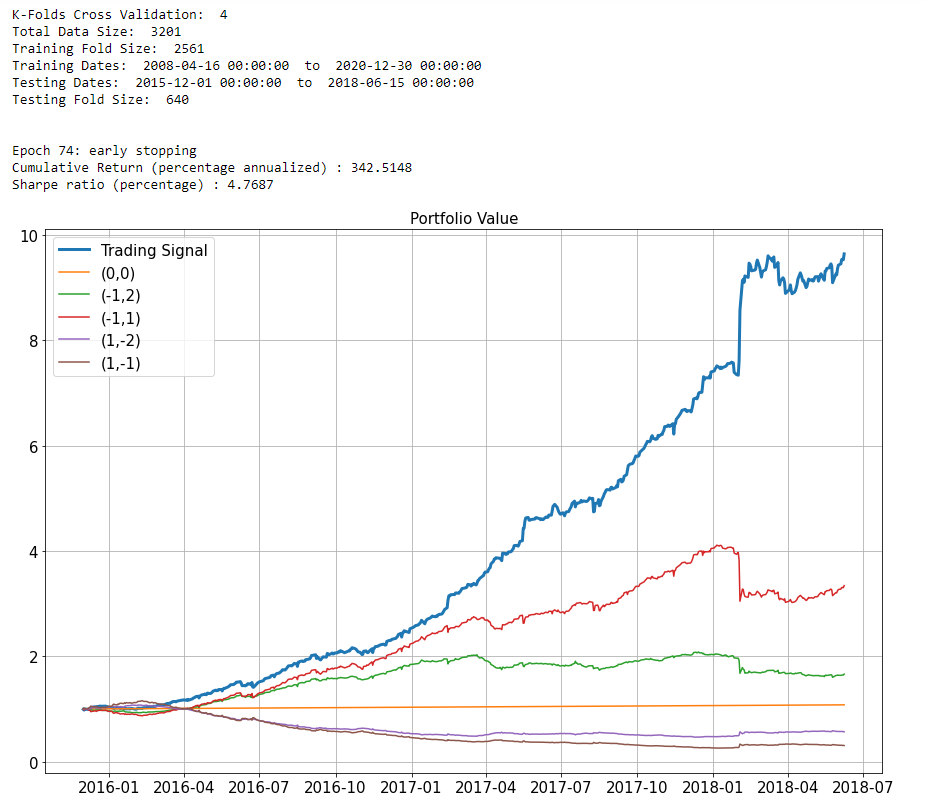 K-Folds Cross Validation:  4
Total Data Size:  3201
Training Fold Size:  2561
Training Dates:  2008-04-16 00:00:00  to  2020-12-30 00:00:00
Testing Dates:  2015-12-01 00:00:00  to  2018-06-15 00:00:00
Testing Fold Size:  640
Epoch 74: early stopping
Cumulative Return (percentage annualized) : 342.5148
Sharpe ratio (percentage) : 4.7687
Portfolio Value
10
8
6
4
2
0
Trading Signal
(0,0)
(-1,2)
(-1,1)
(1,-2)
(1,-1)
2016-01 2016-04 2016-07 2016-10 2017-01 2017-04 2017-07 2017-10 2018-01 2018-04 2018-07